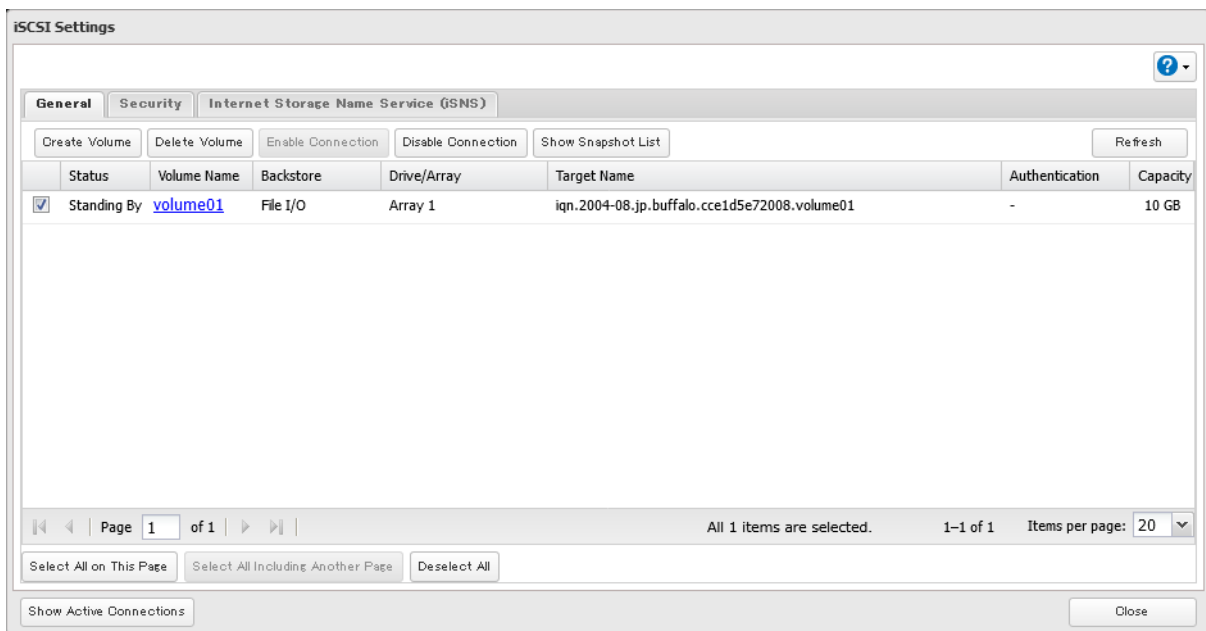 iSCSI Settings
?
General Security Internet Storage Name Service (iSNS)
Create Volume Delete Volume Enable Connection Disable Connection Show Snapshot List Refresh
Status Volume Name Backstore Drive/Array Target Name Authentication Capacity
Standing By volume01 File I/O Array 1 iqn.2004-08.jp.buffalo.cce1d5e72008.volume01 - 10 GB
Page 1 of 1 All 1 items are selected. 1–1 of 1 Items per page: 20
Select All on This Page Select All Including Another Page Deselect All
Show Active Connections Close